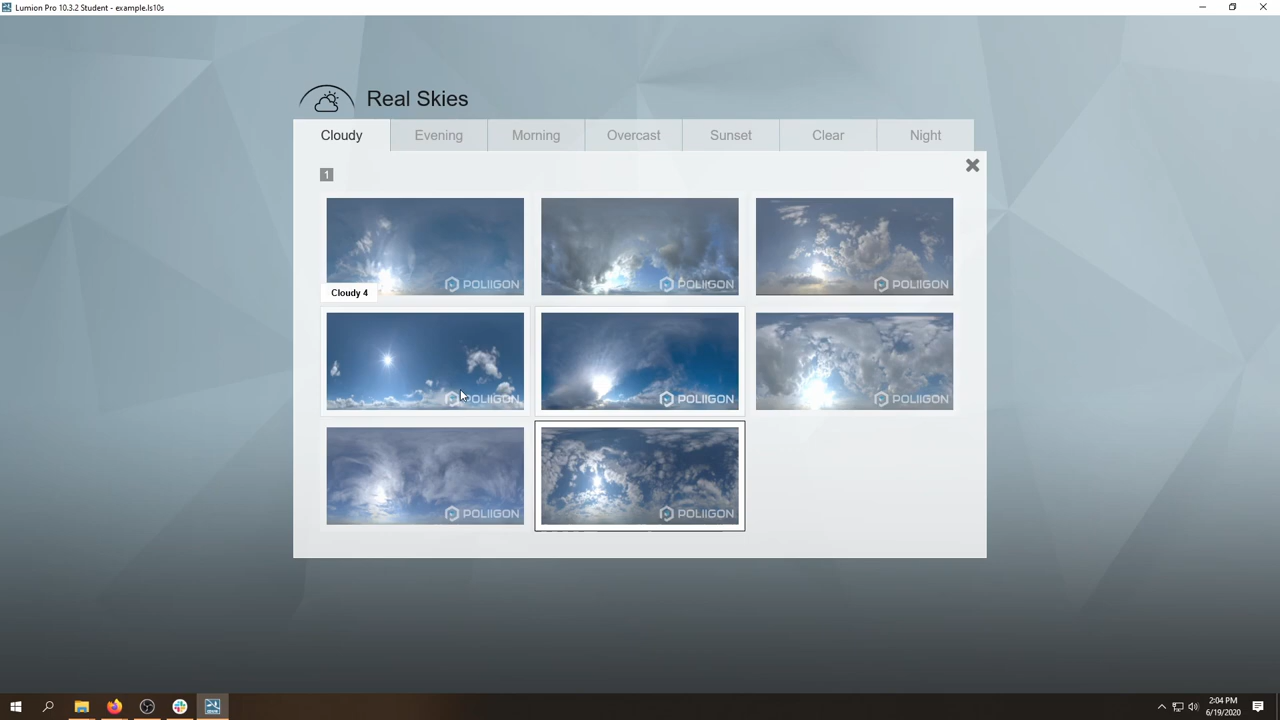 Lumion Pro 10.3.2 Student - example.ls10s
Real Skies
Cloudy Evening Morning Overcast Sunset Clear Night
1
POLIIGON POLIIGON POLIIGON
Cloudy 4
POLIIGON POLIIGON POLIIGON
POLIIGON POLIIGON
2:04 PM
6/19/2020